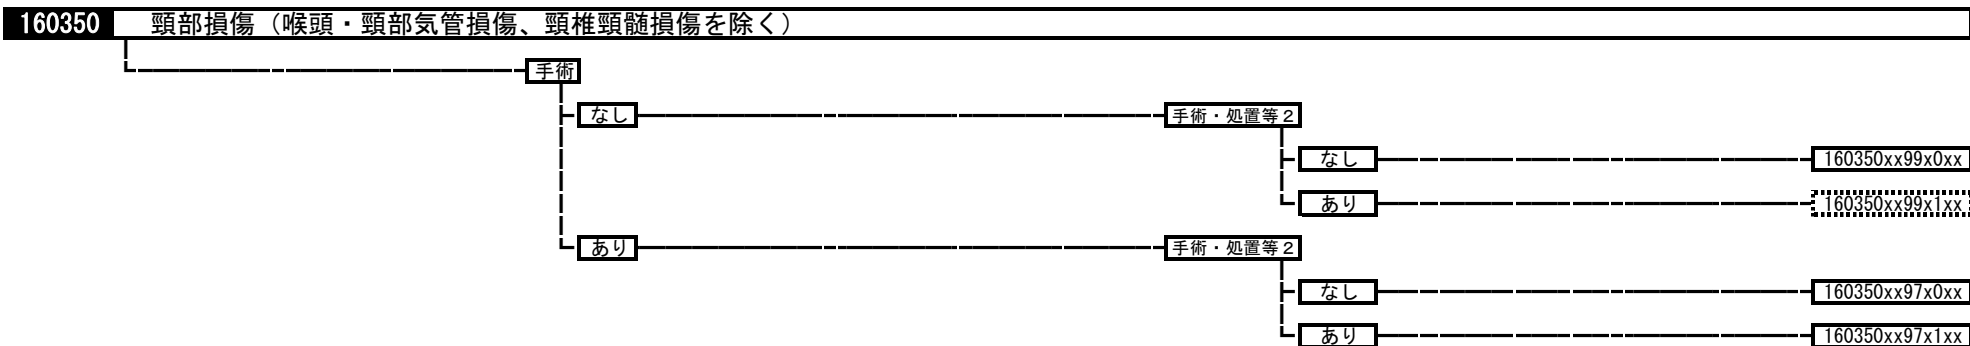 160350 頸部損傷（喉頭・頸部気管損傷、頸椎頸髄損傷を除く）
手術
なし 手術・処置等２
なし 160350xx99x0xx
あり 160350xx99x1xx
あり 手術・処置等２
なし 160350xx97x0xx
あり 160350xx97x1xx